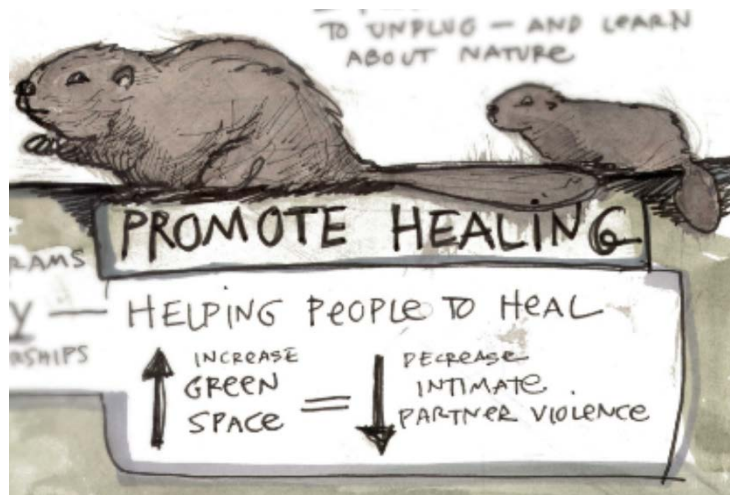 TO UNPLUG — AND LEARN
ABOUT NATURE
PROMOTE HEALING
RAMS
Y — HELPING PEOPLE TO HEAL
RSHIPS
INCREASE
GREEN
SPACE
=
DECREASE
INTIMATE
PARTNER VIOLENCE